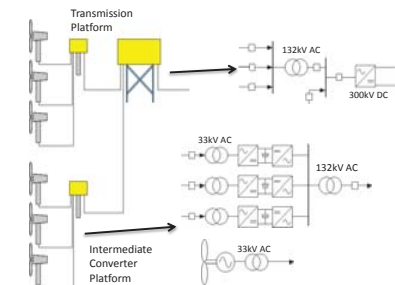 Transmission
Platform
132kV AC
300kV DC
33kV AC
132kV AC
Intermediate
Converter
Platform
33kV AC